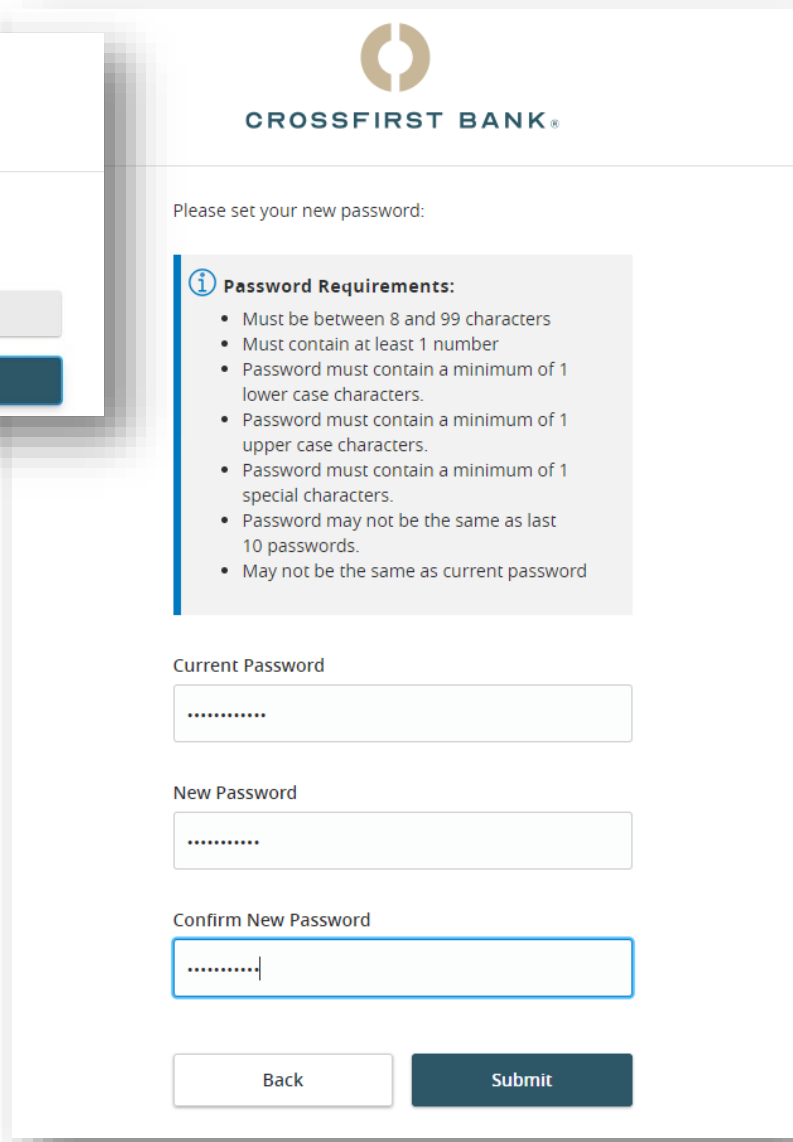 CROSSFIRST BANK®
Please set your new password:
Password Requirements:
• Must be between 8 and 99 characters
• Must contain at least 1 number
• Password must contain a minimum of 1
lower case characters.
• Password must contain a minimum of 1
upper case characters.
• Password must contain a minimum of 1
special characters.
• Password may not be the same as last
10 passwords.
• May not be the same as current password
Current Password
••••••••••••
New Password
•••••••••••
Confirm New Password
•••••••••••
Back Submit